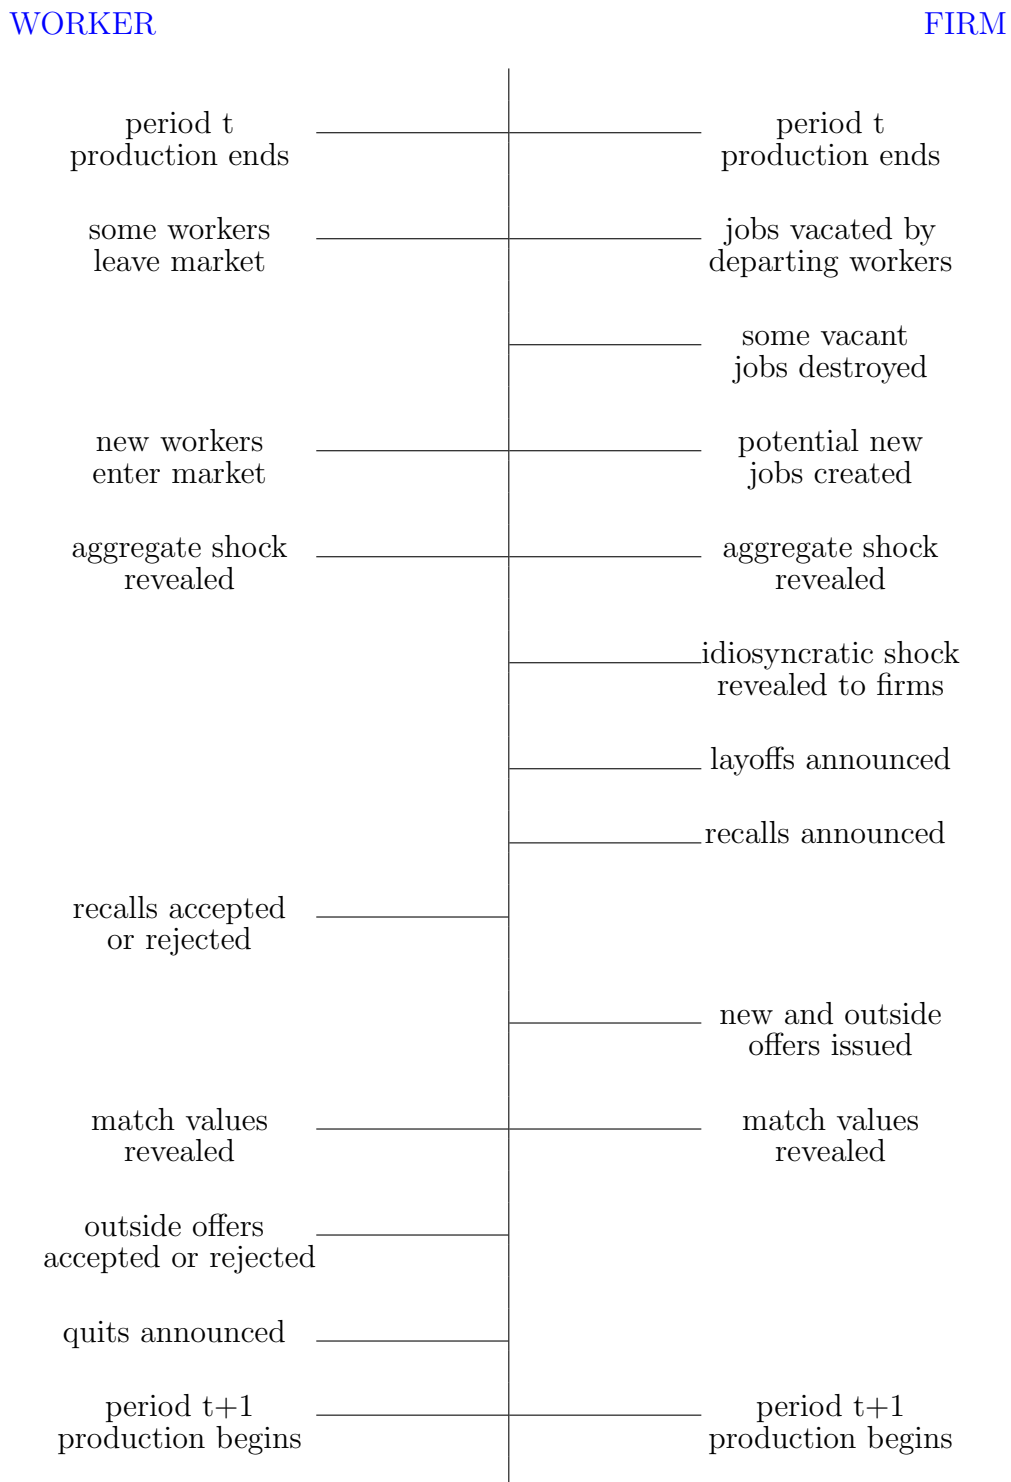 WORKER
FIRM
period t
production ends
period t
production ends
some workers
leave market
jobs vacated by
departing workers
some vacant
jobs destroyed
new workers
enter market
potential new
jobs created
aggregate shock
revealed
aggregate shock
revealed
idiosyncratic shock
revealed to firms
layoffs announced
recalls announced
recalls accepted
or rejected
new and outside
offers issued
match values
revealed
match values
revealed
outside offers
accepted or rejected
quits announced
period t+1
production begins
period t+1
production begins